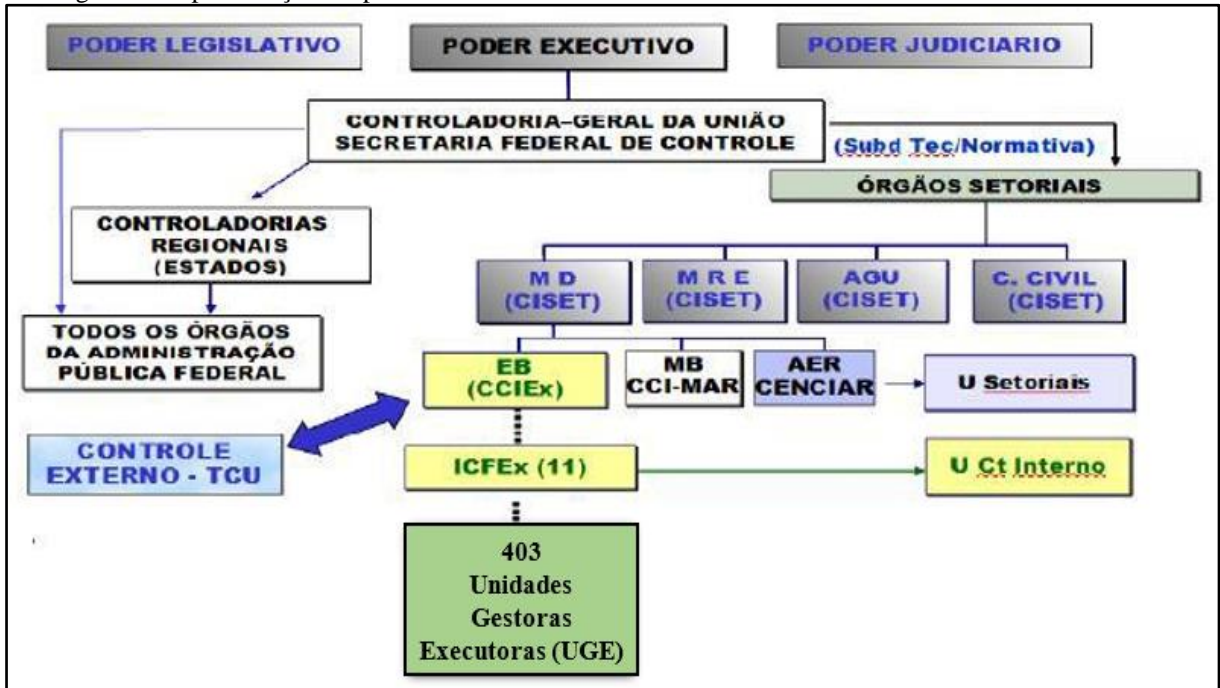 PODER LEGISLATIVO
PODER EXECUTIVO
PODER JUDICIARIO
CONTROLADORIA-GERAL DA UNIÃO
SECRETARIA FEDERAL DE CONTROLE
(Subd Tec/Normativa)
ÓRGÃOS SETORIAIS
CONTROLADORIAS
REGIONAIS
(ESTADOS)
M D
(CISET)
M R E
(CISET)
AGU
(CISET)
C. CIVIL
(CISET)
TODOS OS ÓRGÃOS
DA ADMINISTRAÇÃO
PÚBLICA FEDERAL
EB
(CCIEx)
MB
CCI-MAR
AER
CENCIAR
U Setoriais
CONTROLE
EXTERNO - TCU
ICFEx (11)
U Ct Interno
403
Unidades
Gestoras
Executoras (UGE)